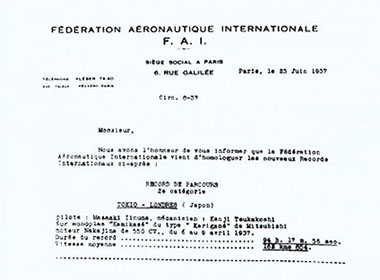 FÉDÉRATION AÉRONAUTIQUE INTERNATIONALE
F. A. I.
SIÈGE SOCIAL A PARIS
6, RUE GALILÉE
TÉLÉPHONE KLÉBER
Paris, le 23 Juin 1937
Circ. 8-37
Monsieur,
Nous avons l'honneur de vous informer que la Fédération
Aéronautique Internationale vient d'homologuer les nouveaux Records
Internationaux ci-après :
RECORD DE PARCOURS
2e catégorie
TOKIO - LONDRES ( Japon)
pilote : Masaaki Iinuma, mécanicien : Kenji Tsukakoshi
Sur monoplan "Kamikaze" du type " Karigane" de Mitsubishi
moteur Nakajina de 550 CV., du 6 au 9 avril 1937.
Durée du record 94 h. 17 m. 56 sec.
Vitesse moyenne